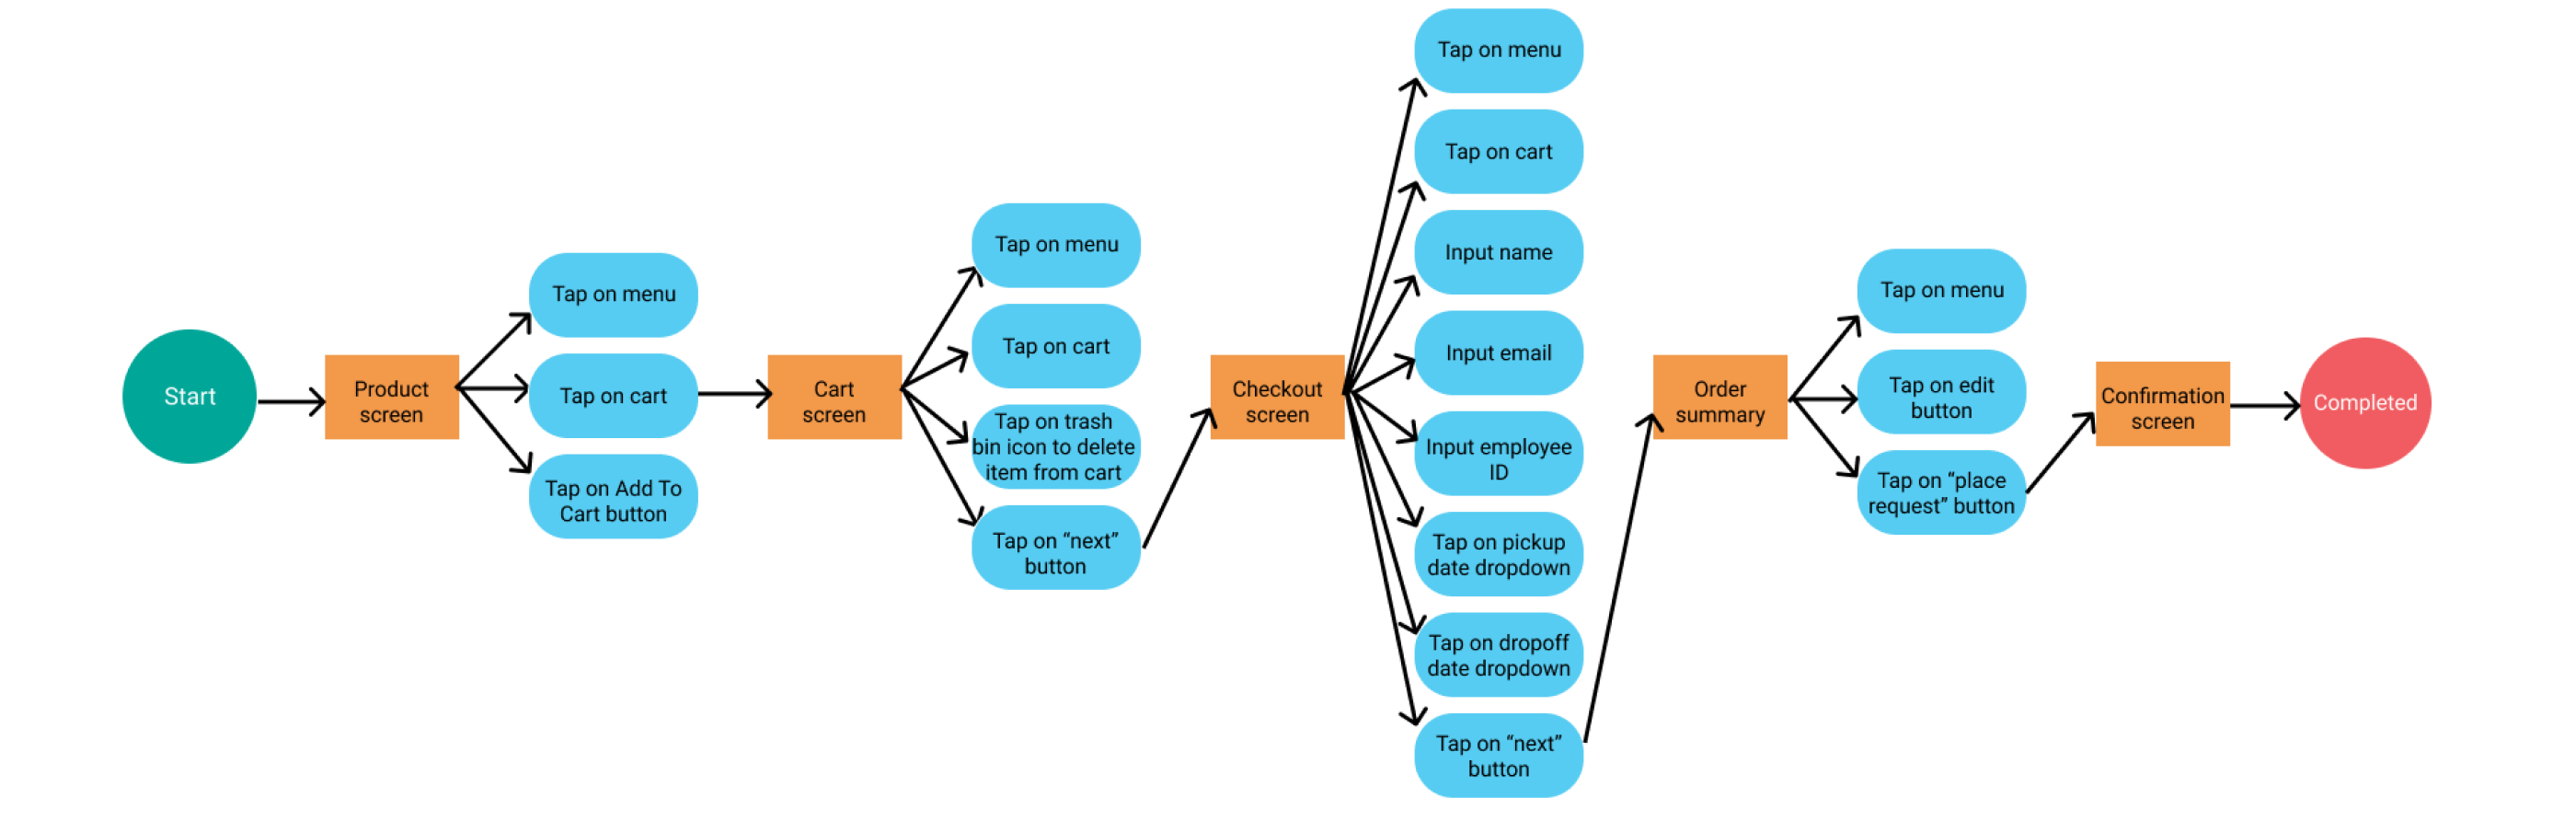 Start
Product
screen
Tap on menu
Tap on cart
Tap on Add To
Cart button
Cart
screen
Tap on menu
Tap on cart
Tap on trash
bin icon to delete
item from cart
Tap on “next”
button
Checkout
screen
Tap on menu
Tap on cart
Input name
Input email
Input employee
ID
Tap on pickup
date dropdown
Tap on dropoff
date dropdown
Tap on “next”
button
Order
summary
Tap on menu
Tap on edit
button
Tap on “place
request” button
Confirmation
screen
Completed